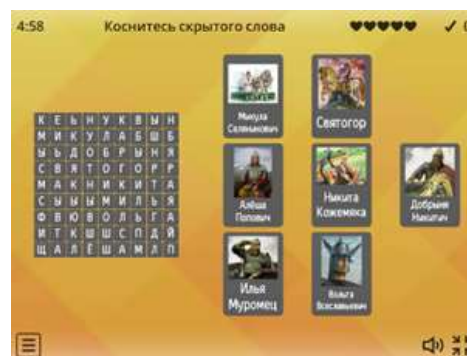 4:58
Коснитесь скрытого слова
К Е Ь Н У К В Ы Н
М И К У Л А Б Ш Б
Ы Ъ Д О Б Р Ы Н Я
С В Я Т О Г О Р Р
М А К Н И К И Т А
С Ы Ы Ы М И Л Ь Я
Ф В Ю В О Л Ь Г А
И Т К Ш Ш С П Д Й
Щ А Л Ё Ш А М Л П
Микула
Селянинович
Святогор
Алёша
Попович
Никита
Кожемяка
Добрыня
Никитич
Илья
Муромец
Вольга
Всеславьевич